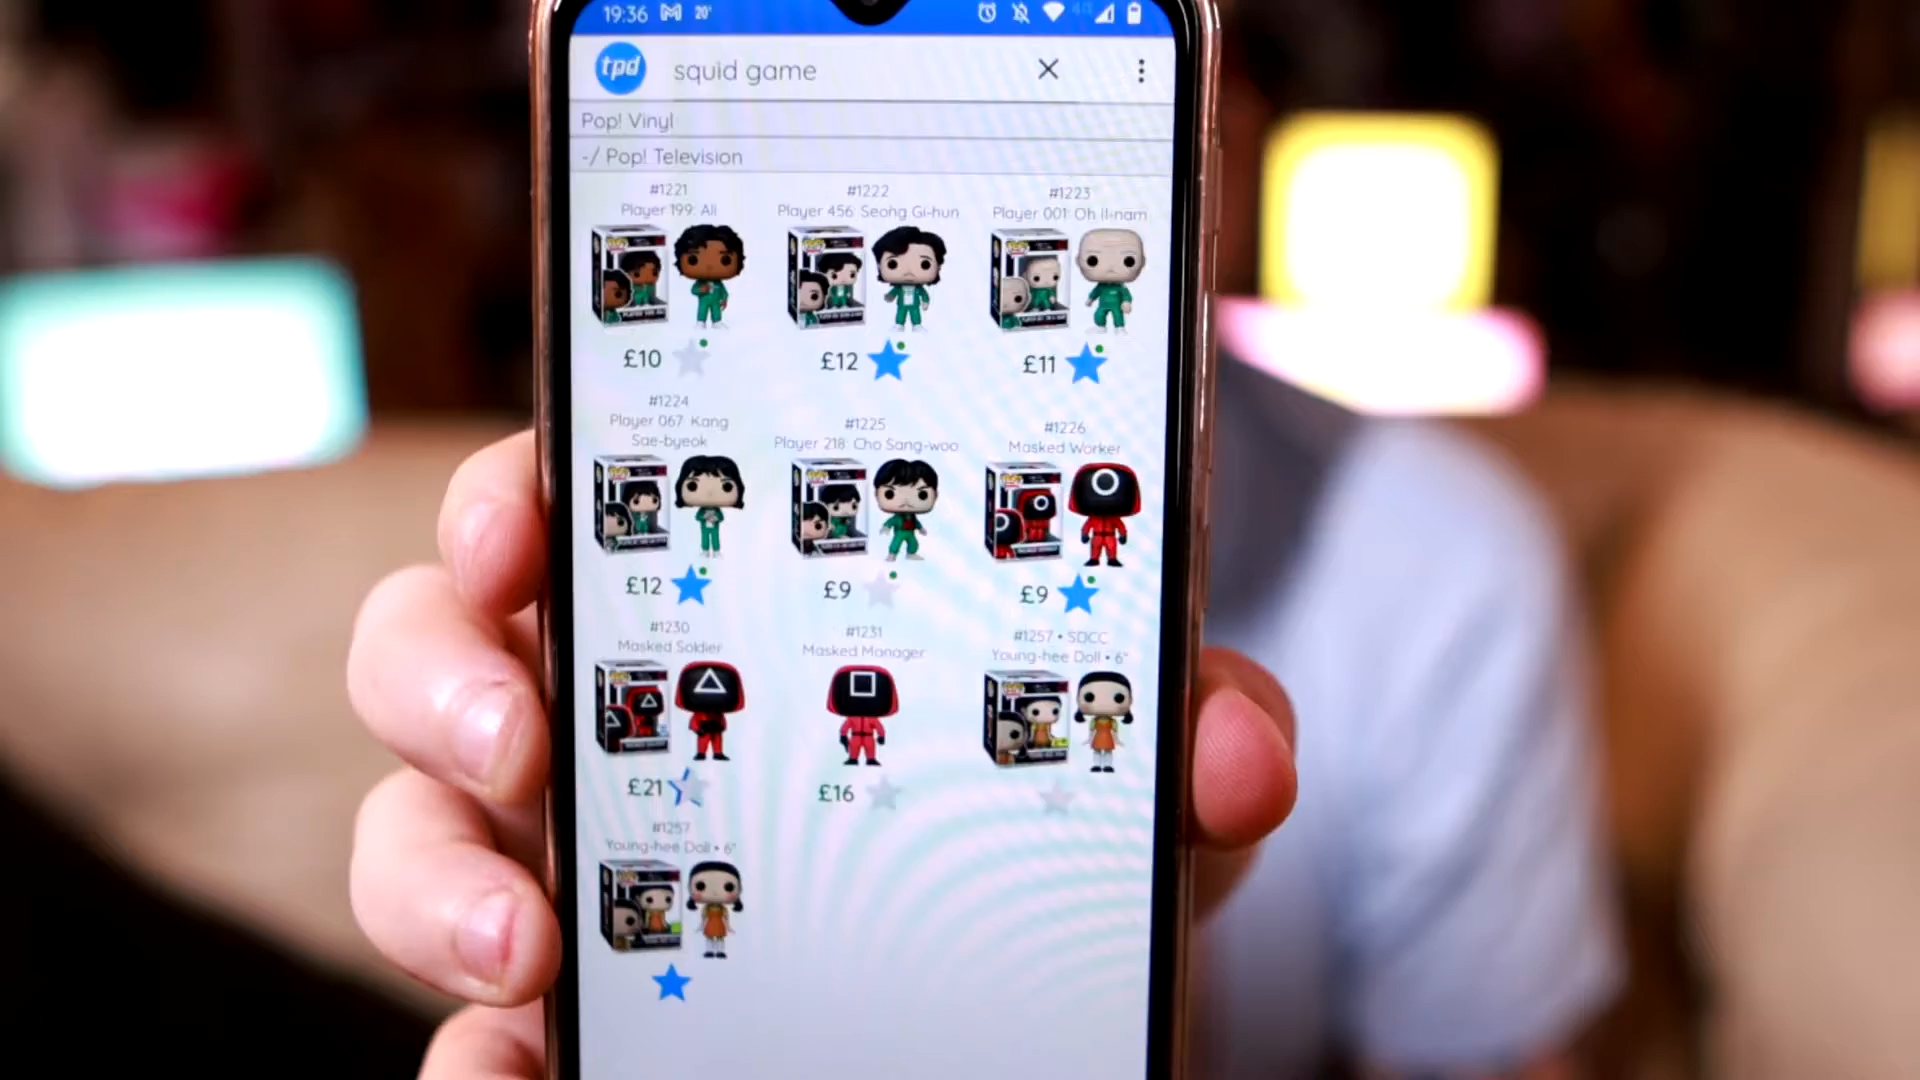 19:36 20°
tpd squid game
Pop! Vinyl
-/ Pop! Television
#1221
Player 199: Ali
£10
#1222
Player 456: Seong Gi-hun
£12
#1223
Player 001: Oh Il-nam
£11
#1224
Player 067: Kang
Sae-byeok
£12
#1225
Player 218: Cho Sang-woo
£9
#1226
Masked Worker
£9
#1230
Masked Soldier
£21
#1231
Masked Manager
£16
#1257 • SDCC
Young-hee Doll • 6"
#1257
Young-hee Doll • 6"